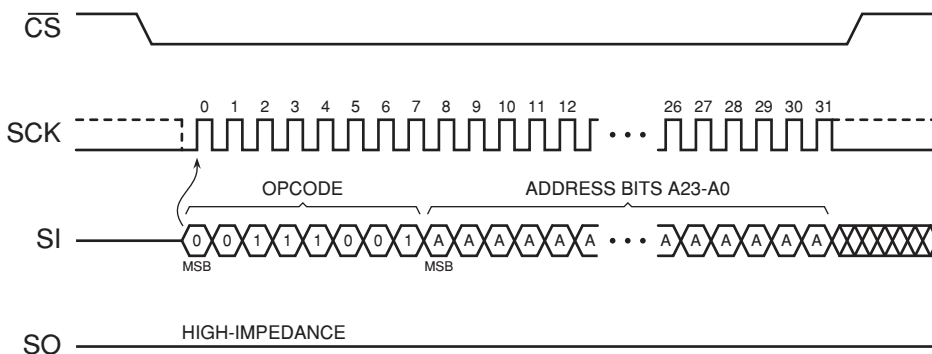 CS
0 1 2 3 4 5 6 7 8 9 10 11 12 26 27 28 29 30 31
SCK
OPCODE ADDRESS BITS A23-A0
SI 0 0 1 1 1 0 0 1 A A A A A A A A A A A A
MSB MSB
HIGH-IMPEDANCE
SO